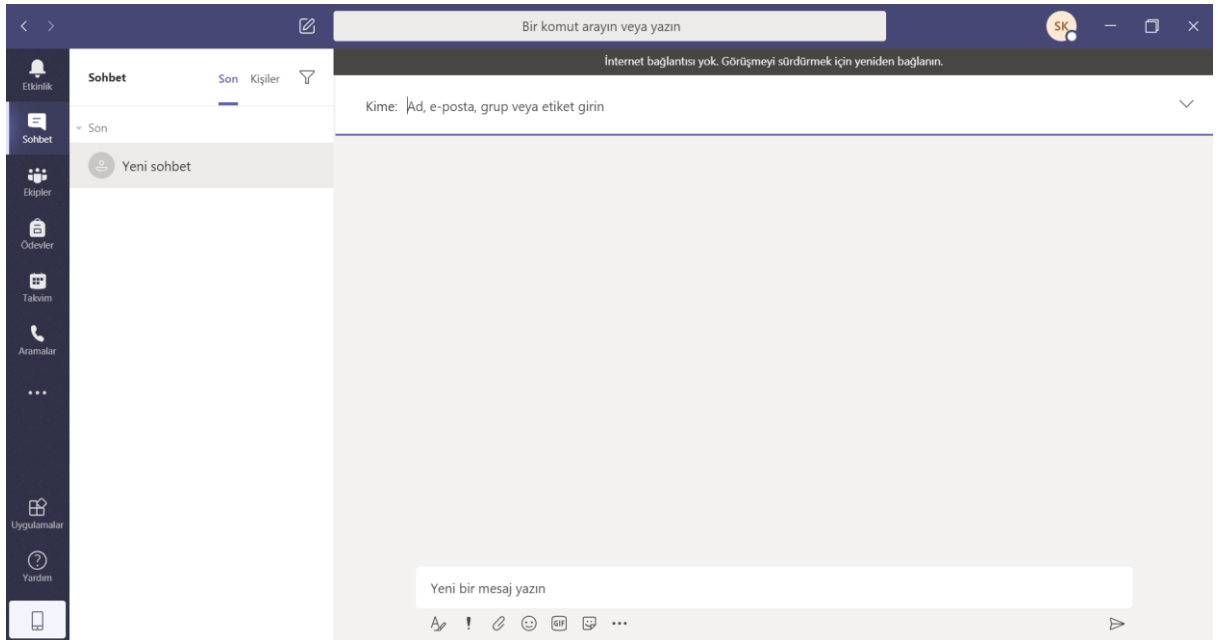 Bir komut arayın veya yazın
SK
İnternet bağlantısı yok. Görüşmeyi sürdürmek için yeniden bağlanın.
Etkinlik
Sohbet
Ekipler
Ödevler
Takvim
Aramalar
Uygulamalar
Yardım
Sohbet
Son Kişiler
Son
Yeni sohbet
Kime: Ad, e-posta, grup veya etiket girin
Yeni bir mesaj yazın
GIF